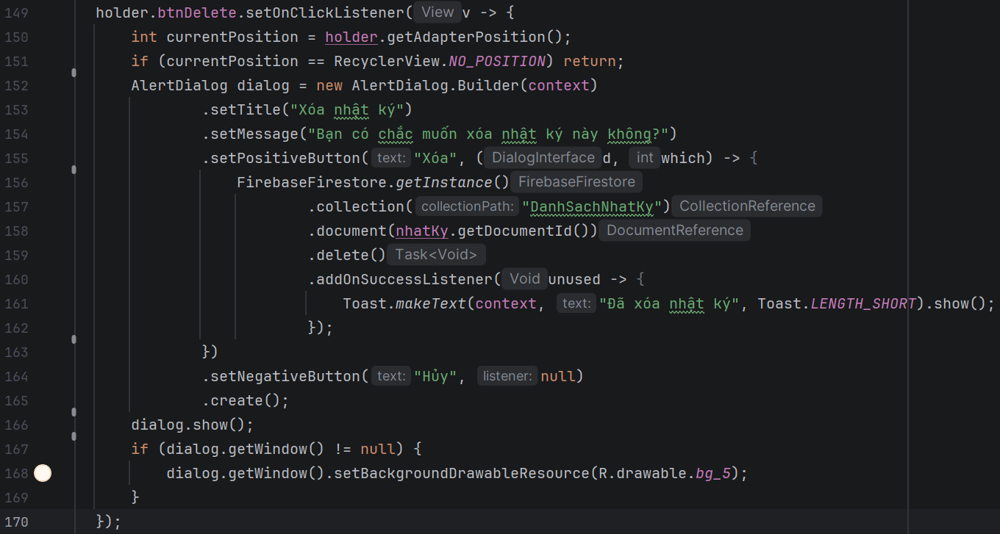 149 holder.btnDelete.setOnClickListener( View v -> {
150 int currentPosition = holder.getAdapterPosition();
151 if (currentPosition == RecyclerView.NO_POSITION) return;
152 AlertDialog dialog = new AlertDialog.Builder(context)
153 .setTitle("Xóa nhật ký")
154 .setMessage("Bạn có chắc muốn xóa nhật ký này không?")
155 .setPositiveButton( text: "Xóa", ( DialogInterface d, int which) -> {
156 FirebaseFirestore.getInstance() FirebaseFirestore
157 .collection( collectionPath: "DanhSachNhatKy") CollectionReference
158 .document(nhatKy.getDocumentId()) DocumentReference
159 .delete() Task<Void>
160 .addOnSuccessListener( Void unused -> {
161 Toast.makeText(context, text: "Đã xóa nhật ký", Toast.LENGTH_SHORT).show();
162 });
163 })
164 .setNegativeButton( text: "Hủy", listener: null)
165 .create();
166 dialog.show();
167 if (dialog.getWindow() != null) {
168 dialog.getWindow().setBackgroundDrawableResource(R.drawable.bg_5);
169 }
170 });